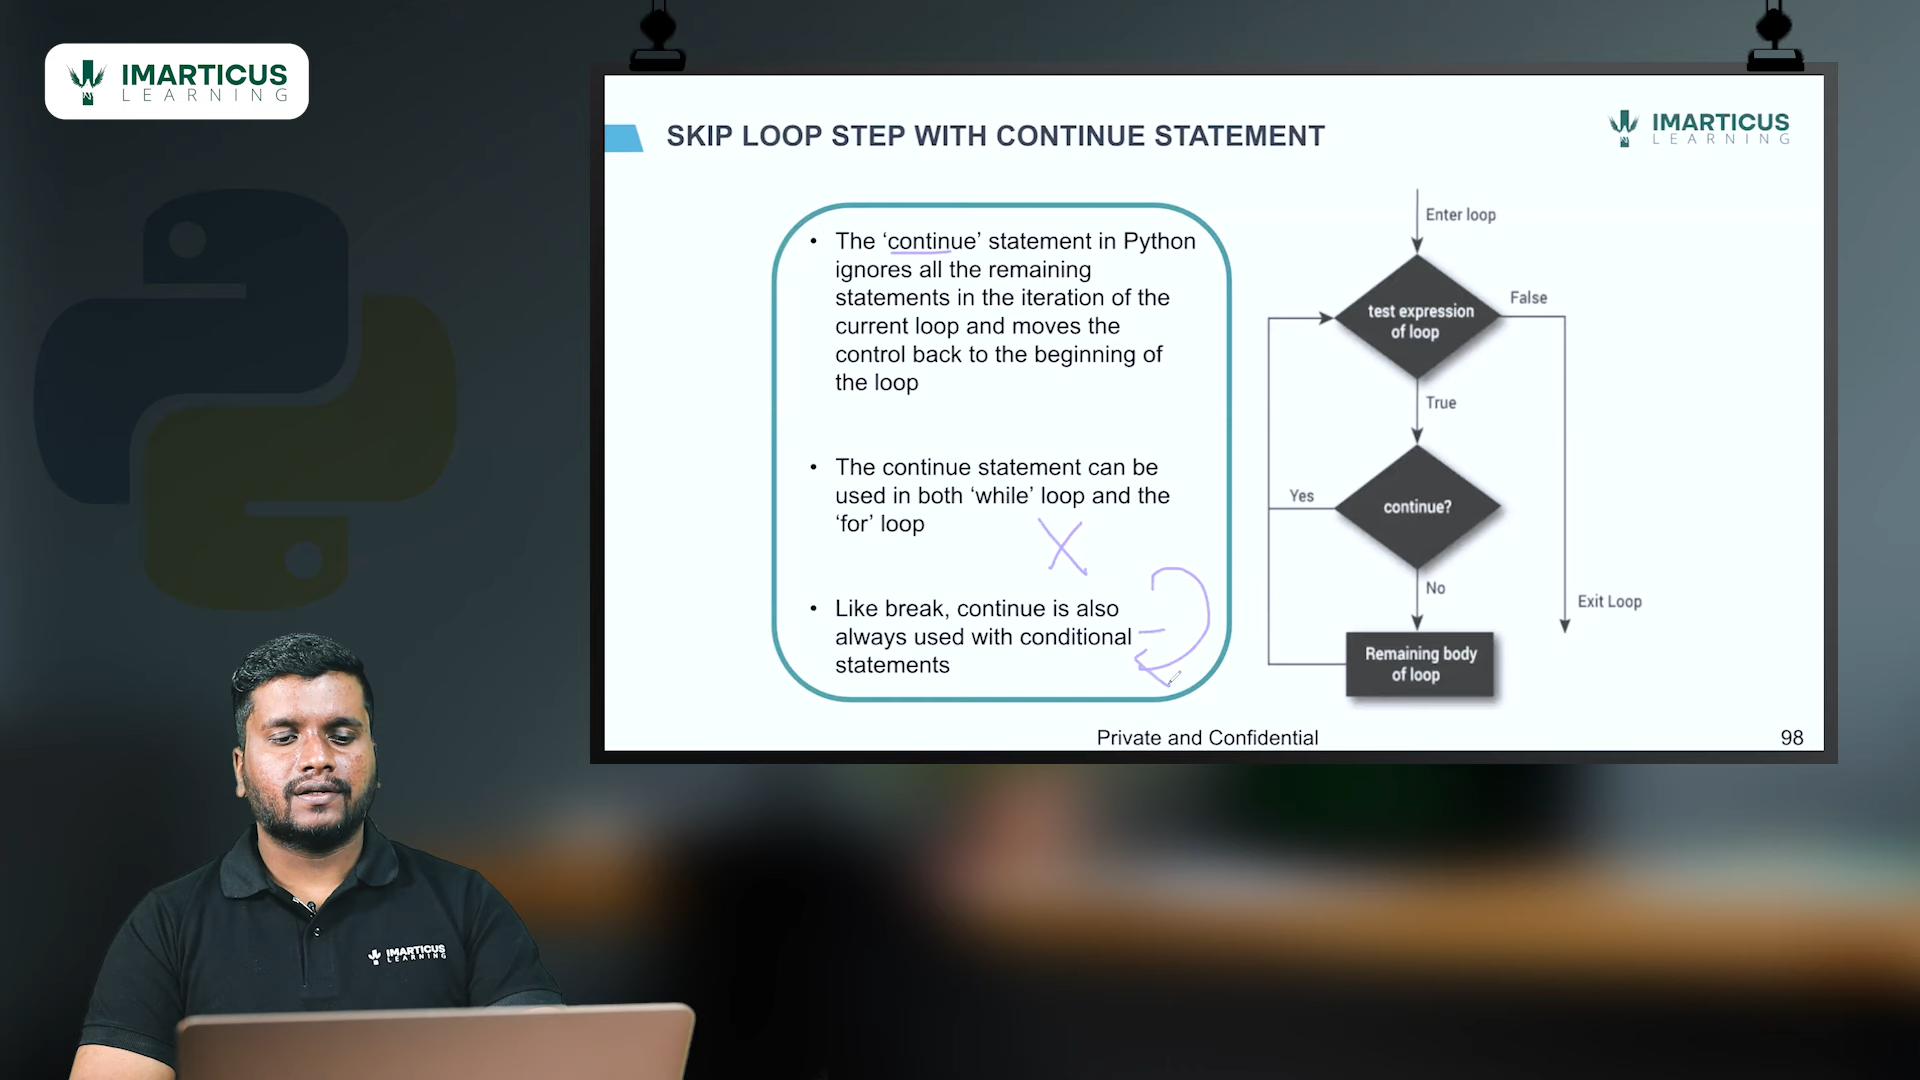 IMARTICUS
LEARNING
SKIP LOOP STEP WITH CONTINUE STATEMENT
IMARTICUS
LEARNING
• The ‘continue’ statement in Python
ignores all the remaining
statements in the iteration of the
current loop and moves the
control back to the beginning of
the loop
• The continue statement can be
used in both ‘while’ loop and the
‘for’ loop
• Like break, continue is also
always used with conditional
statements
Enter loop
test expression
of loop
False
True
continue?
Yes
No
Remaining body
of loop
Exit Loop
Private and Confidential
98
IMARTICUS
LEARNING